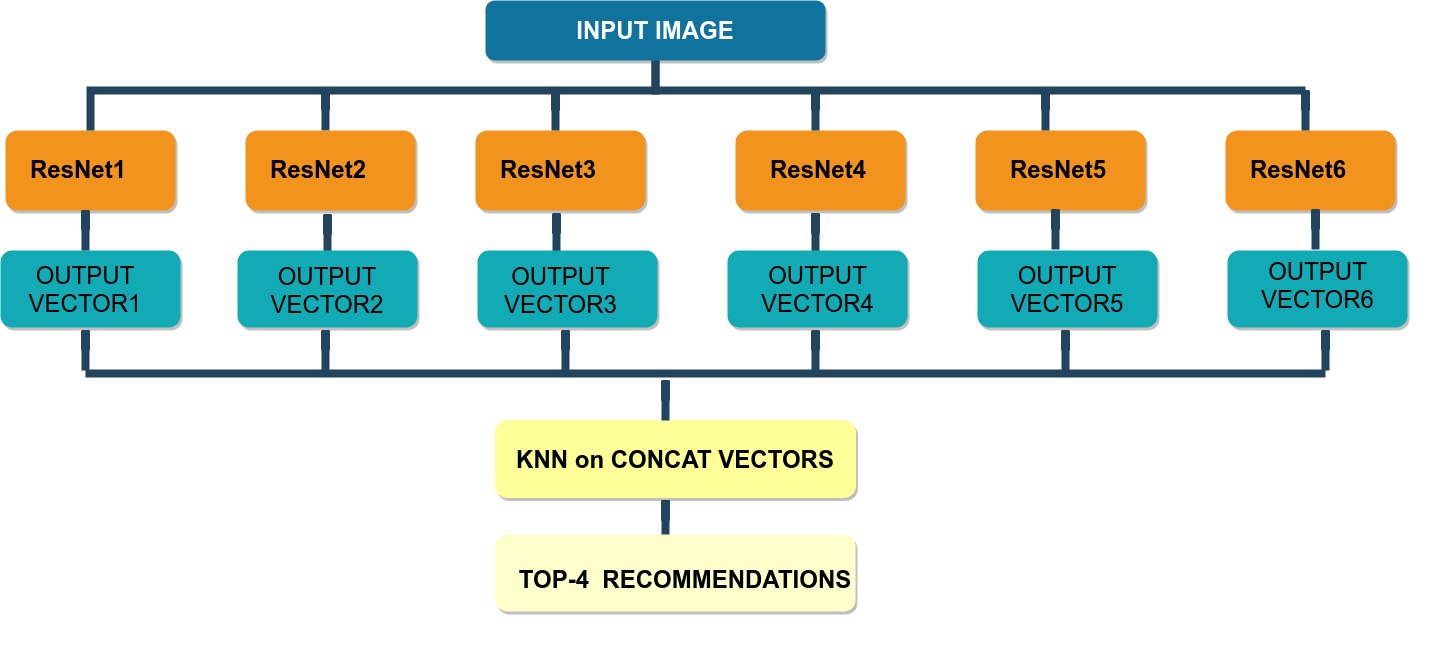 INPUT IMAGE
ResNet1
ResNet2
ResNet3
ResNet4
ResNet5
ResNet6
OUTPUT
VECTOR1
OUTPUT
VECTOR2
OUTPUT
VECTOR3
OUTPUT
VECTOR4
OUTPUT
VECTOR5
OUTPUT
VECTOR6
KNN on CONCAT VECTORS
TOP-4  RECOMMENDATIONS